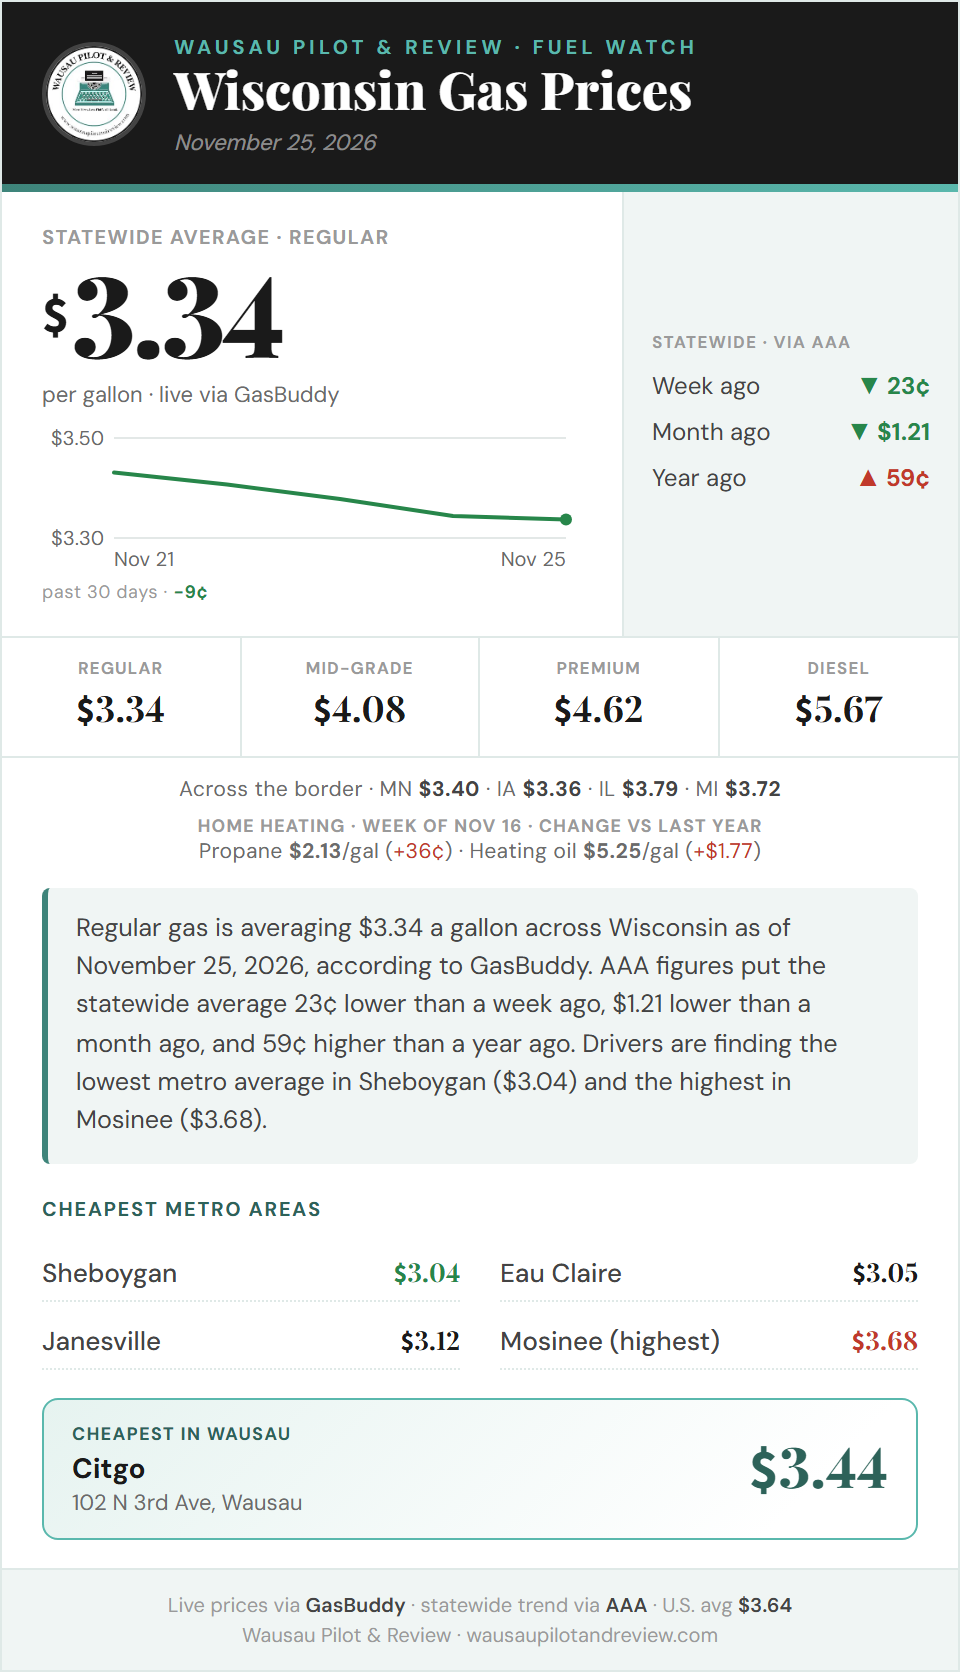 WAUSAU PILOT & REVIEW
www.wausaupilotandreview.com
WAUSAU PILOT & REVIEW · FUEL WATCH
Wisconsin Gas Prices
November 25, 2026
STATEWIDE AVERAGE · REGULAR
$3.34
per gallon · live via GasBuddy
$3.50
$3.30
Nov 21 Nov 25
past 30 days · -9¢
STATEWIDE · VIA AAA
Week ago ▼ 23¢
Month ago ▼ $1.21
Year ago ▲ 59¢
REGULAR
$3.34
MID-GRADE
$4.08
PREMIUM
$4.62
DIESEL
$5.67
Across the border · MN $3.40 · IA $3.36 · IL $3.79 · MI $3.72
HOME HEATING · WEEK OF NOV 16 · CHANGE VS LAST YEAR
Propane $2.13/gal (+36¢) · Heating oil $5.25/gal (+$1.77)
Regular gas is averaging $3.34 a gallon across Wisconsin as of
November 25, 2026, according to GasBuddy. AAA figures put the
statewide average 23¢ lower than a week ago, $1.21 lower than a
month ago, and 59¢ higher than a year ago. Drivers are finding the
lowest metro average in Sheboygan ($3.04) and the highest in
Mosinee ($3.68).
CHEAPEST METRO AREAS
Sheboygan $3.04
Eau Claire $3.05
Janesville $3.12
Mosinee (highest) $3.68
CHEAPEST IN WAUSAU
Citgo
102 N 3rd Ave, Wausau
$3.44
Live prices via GasBuddy · statewide trend via AAA · U.S. avg $3.64
Wausau Pilot & Review · wausaupilotandreview.com